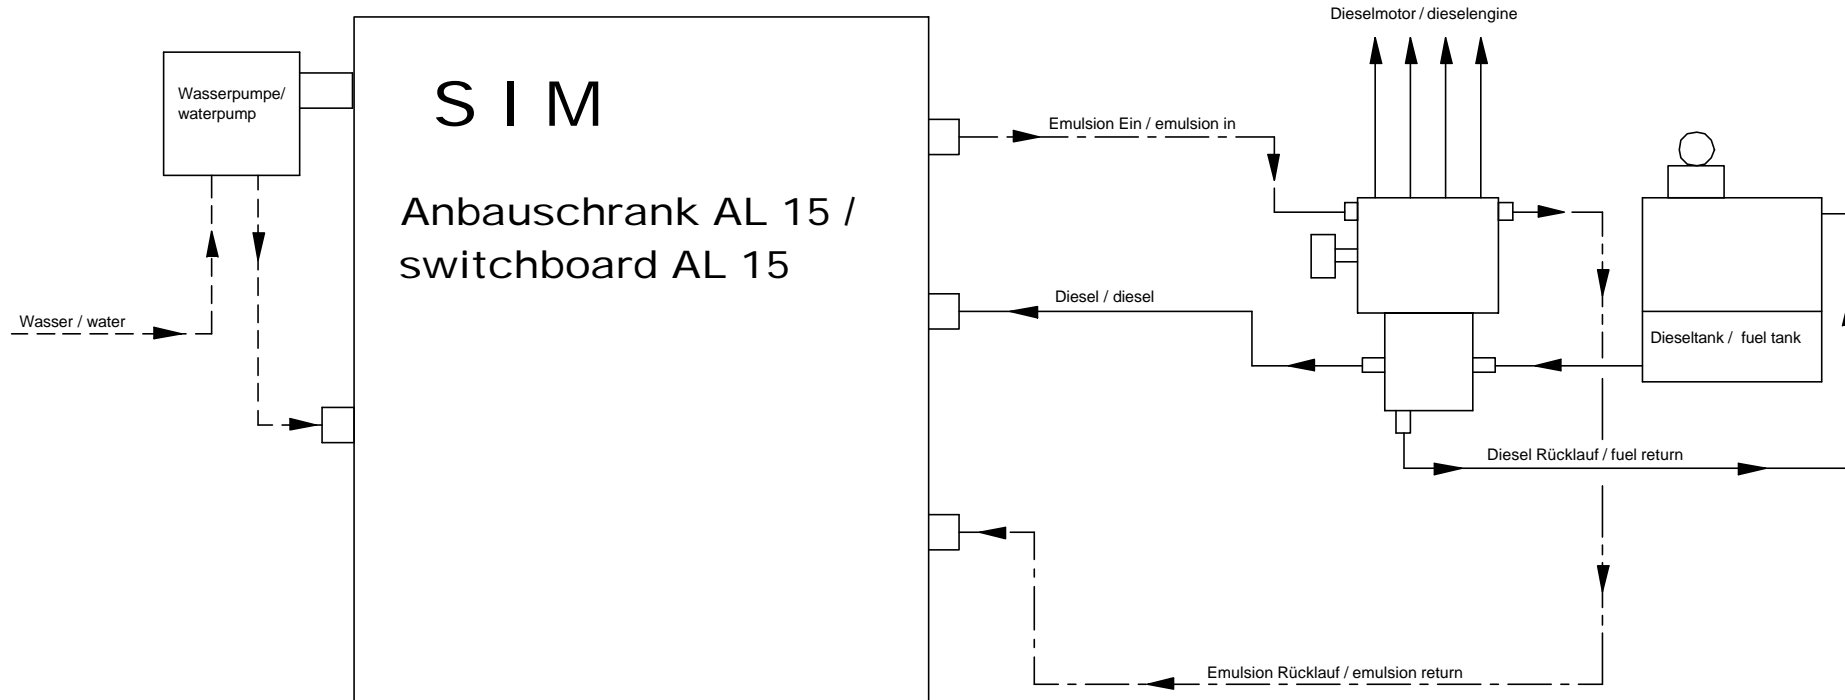 Dieselmotor / dieselengine
Wasserpumpe/
waterpump
S I M
Emulsion Ein / emulsion in
Anbauschrank AL 15 /
switchboard AL 15
Diesel / diesel
Wasser / water
Dieseltank / fuel tank
Diesel Rücklauf / fuel return
Emulsion Rücklauf / emulsion return